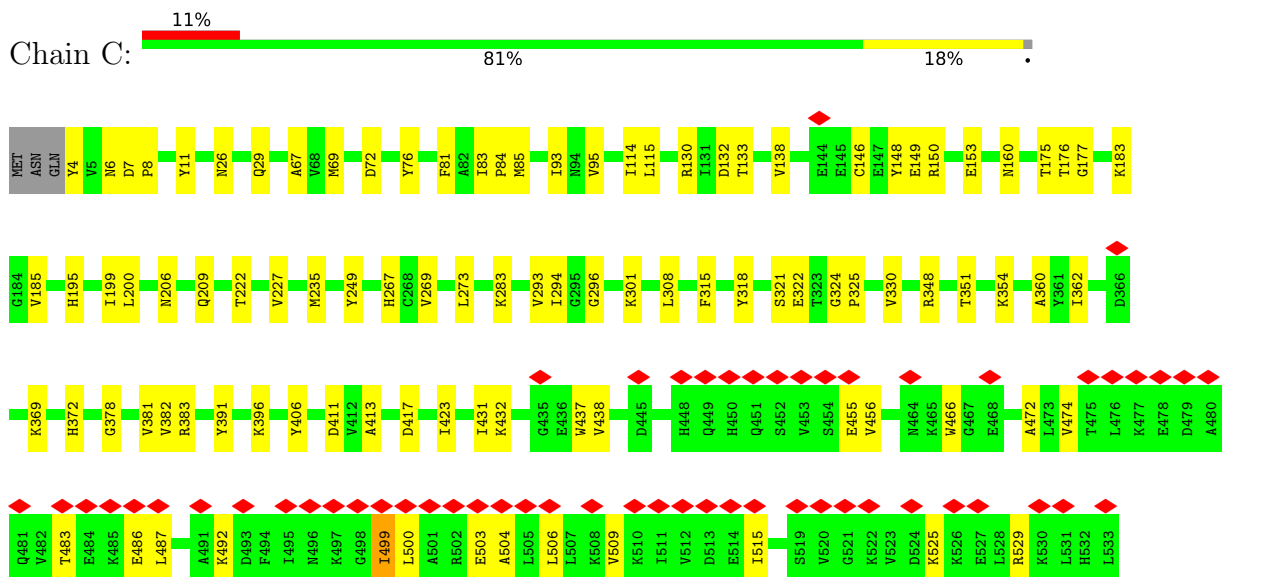 11%
Chain C:
81% 18% •
MET ASN GLN Y4 V5 N6 D7 P8 Y11 N26 Q29 A67 V68 M69 D72 Y76 F81 A82 I83 P84 M85 I93 N94 V95 I114 L115 R130 I131 D132 T133 V138 E144 E145 C146 E147 Y148 E149 R150 E153 N160 T175 T176 G177 K183
G184 V185 H195 I199 L200 N206 Q209 T222 V227 M235 Y249 H267 C268 V269 L273 K283 V293 I294 G295 G296 K301 L308 F315 Y318 S321 E322 T323 G324 P325 V330 R348 T351 K354 A360 Y361 I362 D366
K369 H372 G378 V381 V382 R383 Y391 K396 Y406 D411 V412 A413 D417 I423 I431 K432 G435 E436 W437 V438 D445 H448 Q449 H450 Q451 S452 V453 S454 E455 V456 N464 K465 W466 G467 E468 A472 L473 V474 T475 L476 K477 E478 D479 A480
Q481 V482 T483 E484 K485 E486 L487 A491 K492 D493 F494 I495 N496 K497 G498 I499 L500 A501 R502 E503 A504 L505 L506 L507 K508 V509 K510 I511 V512 D513 E514 I515 S519 V520 G521 K522 V523 D524 K525 K526 E527 L528 R529 K530 L531 H532 L533